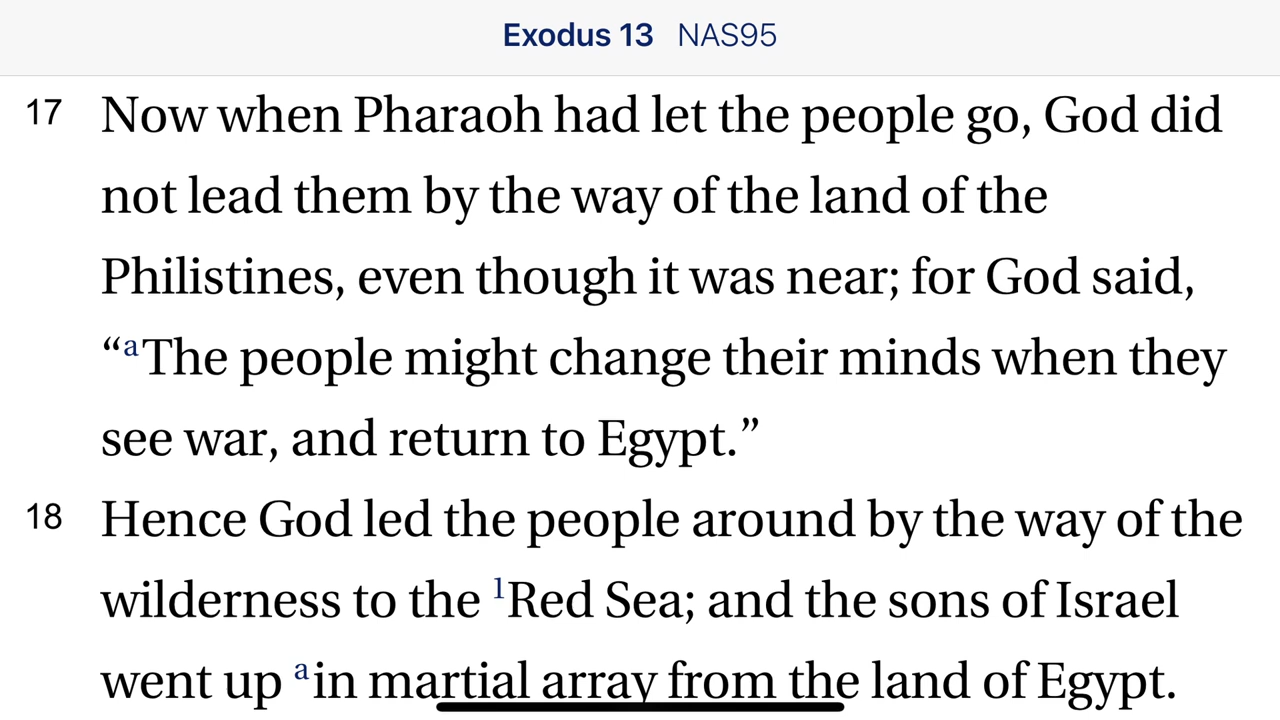 Exodus 13 NAS95
17 Now when Pharaoh had let the people go, God did
not lead them by the way of the land of the
Philistines, even though it was near; for God said,
“aThe people might change their minds when they
see war, and return to Egypt.”
18 Hence God led the people around by the way of the
wilderness to the 1Red Sea; and the sons of Israel
went up a in martial array from the land of Egypt.